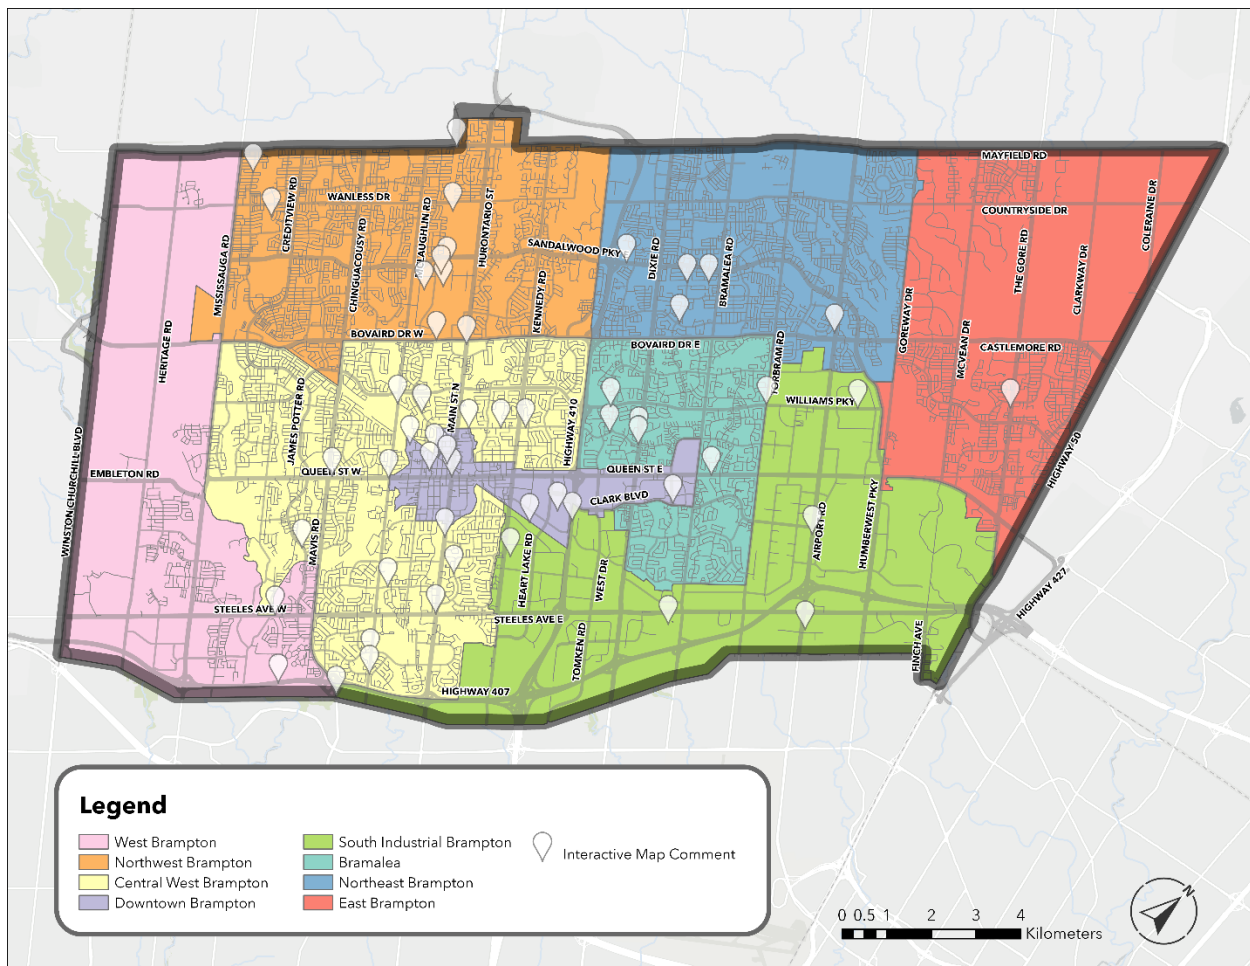 MAYFIELD RD
CREDITVIEW RD
WANLESS DR
HURONTARIO ST
COLERAINE DR
COUNTRYSIDE DR
MISSISSAUGA RD
CHINGUACOUSY RD
SANDALWOOD PKY
DIXIE RD
BRAMALEA RD
THE GORE RD
CLARKWAY DR
KENNEDY RD
GOREWAY DR
HERITAGE RD
BOVAIRD DR W
BOVAIRD DR E
MCVEAN DR
CASTLEMORE RD
JAMES POTTER RD
MAIN ST N
HIGHWAY 410
WILLIAMS PKY
WINSTON CHURCHILL BLVD
EMBLETON RD
QUEEN ST W
QUEEN ST E
HIGHWAY 50
CLARK BLVD
MAVIS RD
HEART LAKE RD
WEST DR
AIRPORT RD
HUMBERWEST PKY
HIGHWAY 427
STEELES AVE W
STEELES AVE E
TOMKEN RD
FINCH AVE
HIGHWAY 407
Legend
West Brampton
Northwest Brampton
Central West Brampton
Downtown Brampton
South Industrial Brampton
Bramalea
Northeast Brampton
East Brampton
Interactive Map Comment
N
0 0.5 1 2 3 4
Kilometers